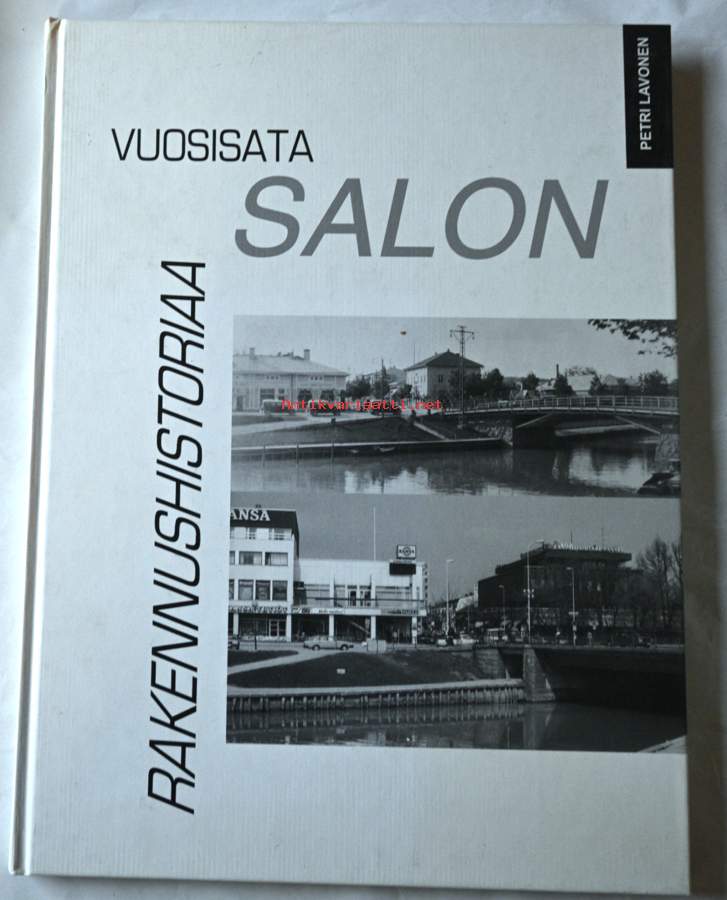 PETRI LAVONEN
VUOSISATA
SALON
RAKENNUSHISTORIAA
Antikvariaatti.net
ANSA